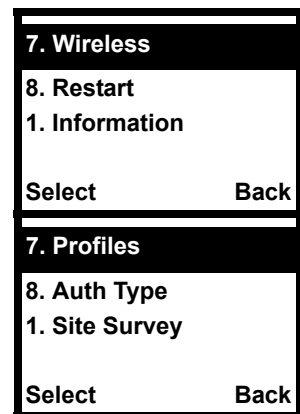 7. Wireless
8. Restart
1. Information
Select Back
7. Profiles
8. Auth Type
1. Site Survey
Select Back